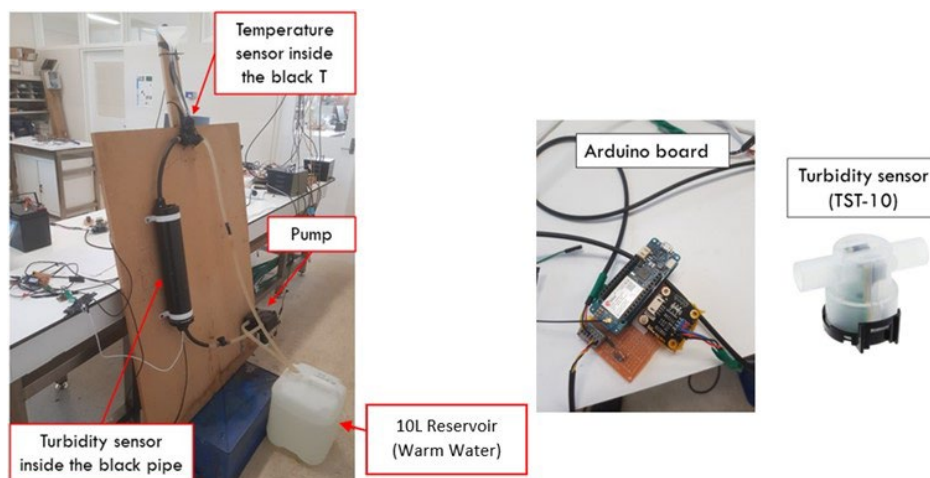 Temperature
sensor inside
the black T
Pump
Turbidity sensor
inside the black pipe
10L Reservoir
(Warm Water)
Arduino board
Turbidity sensor
(TST-10)